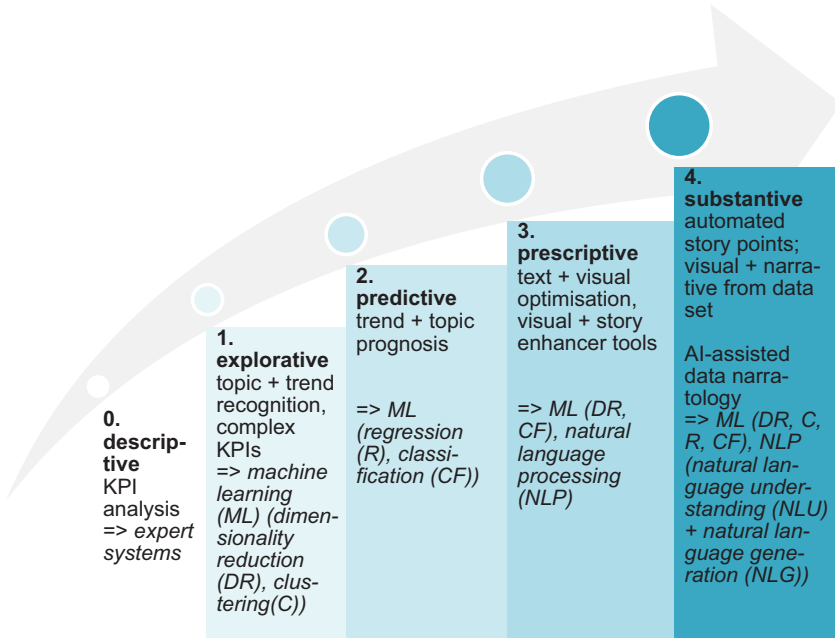 0.
descrip-
tive
KPI
analysis
=> expert
systems
1.
explorative
topic + trend
recognition,
complex
KPIs
=> machine
learning
(ML) (dimen-
sionality
reduction
(DR), clus-
tering(C))
2.
predictive
trend + topic
prognosis
=> ML
(regression
(R), classi-
fication (CF))
3.
prescriptive
text + visual
optimisation,
visual + story
enhancer tools
=> ML (DR,
CF), natural
language
processing
(NLP)
4.
substantive
automated
story points;
visual + narra-
tive from data
set
AI-assisted
data narra-
tology
=> ML (DR, C,
R, CF), NLP
(natural lan-
guage under-
standing (NLU)
+ natural lan-
guage gene-
ration (NLG))